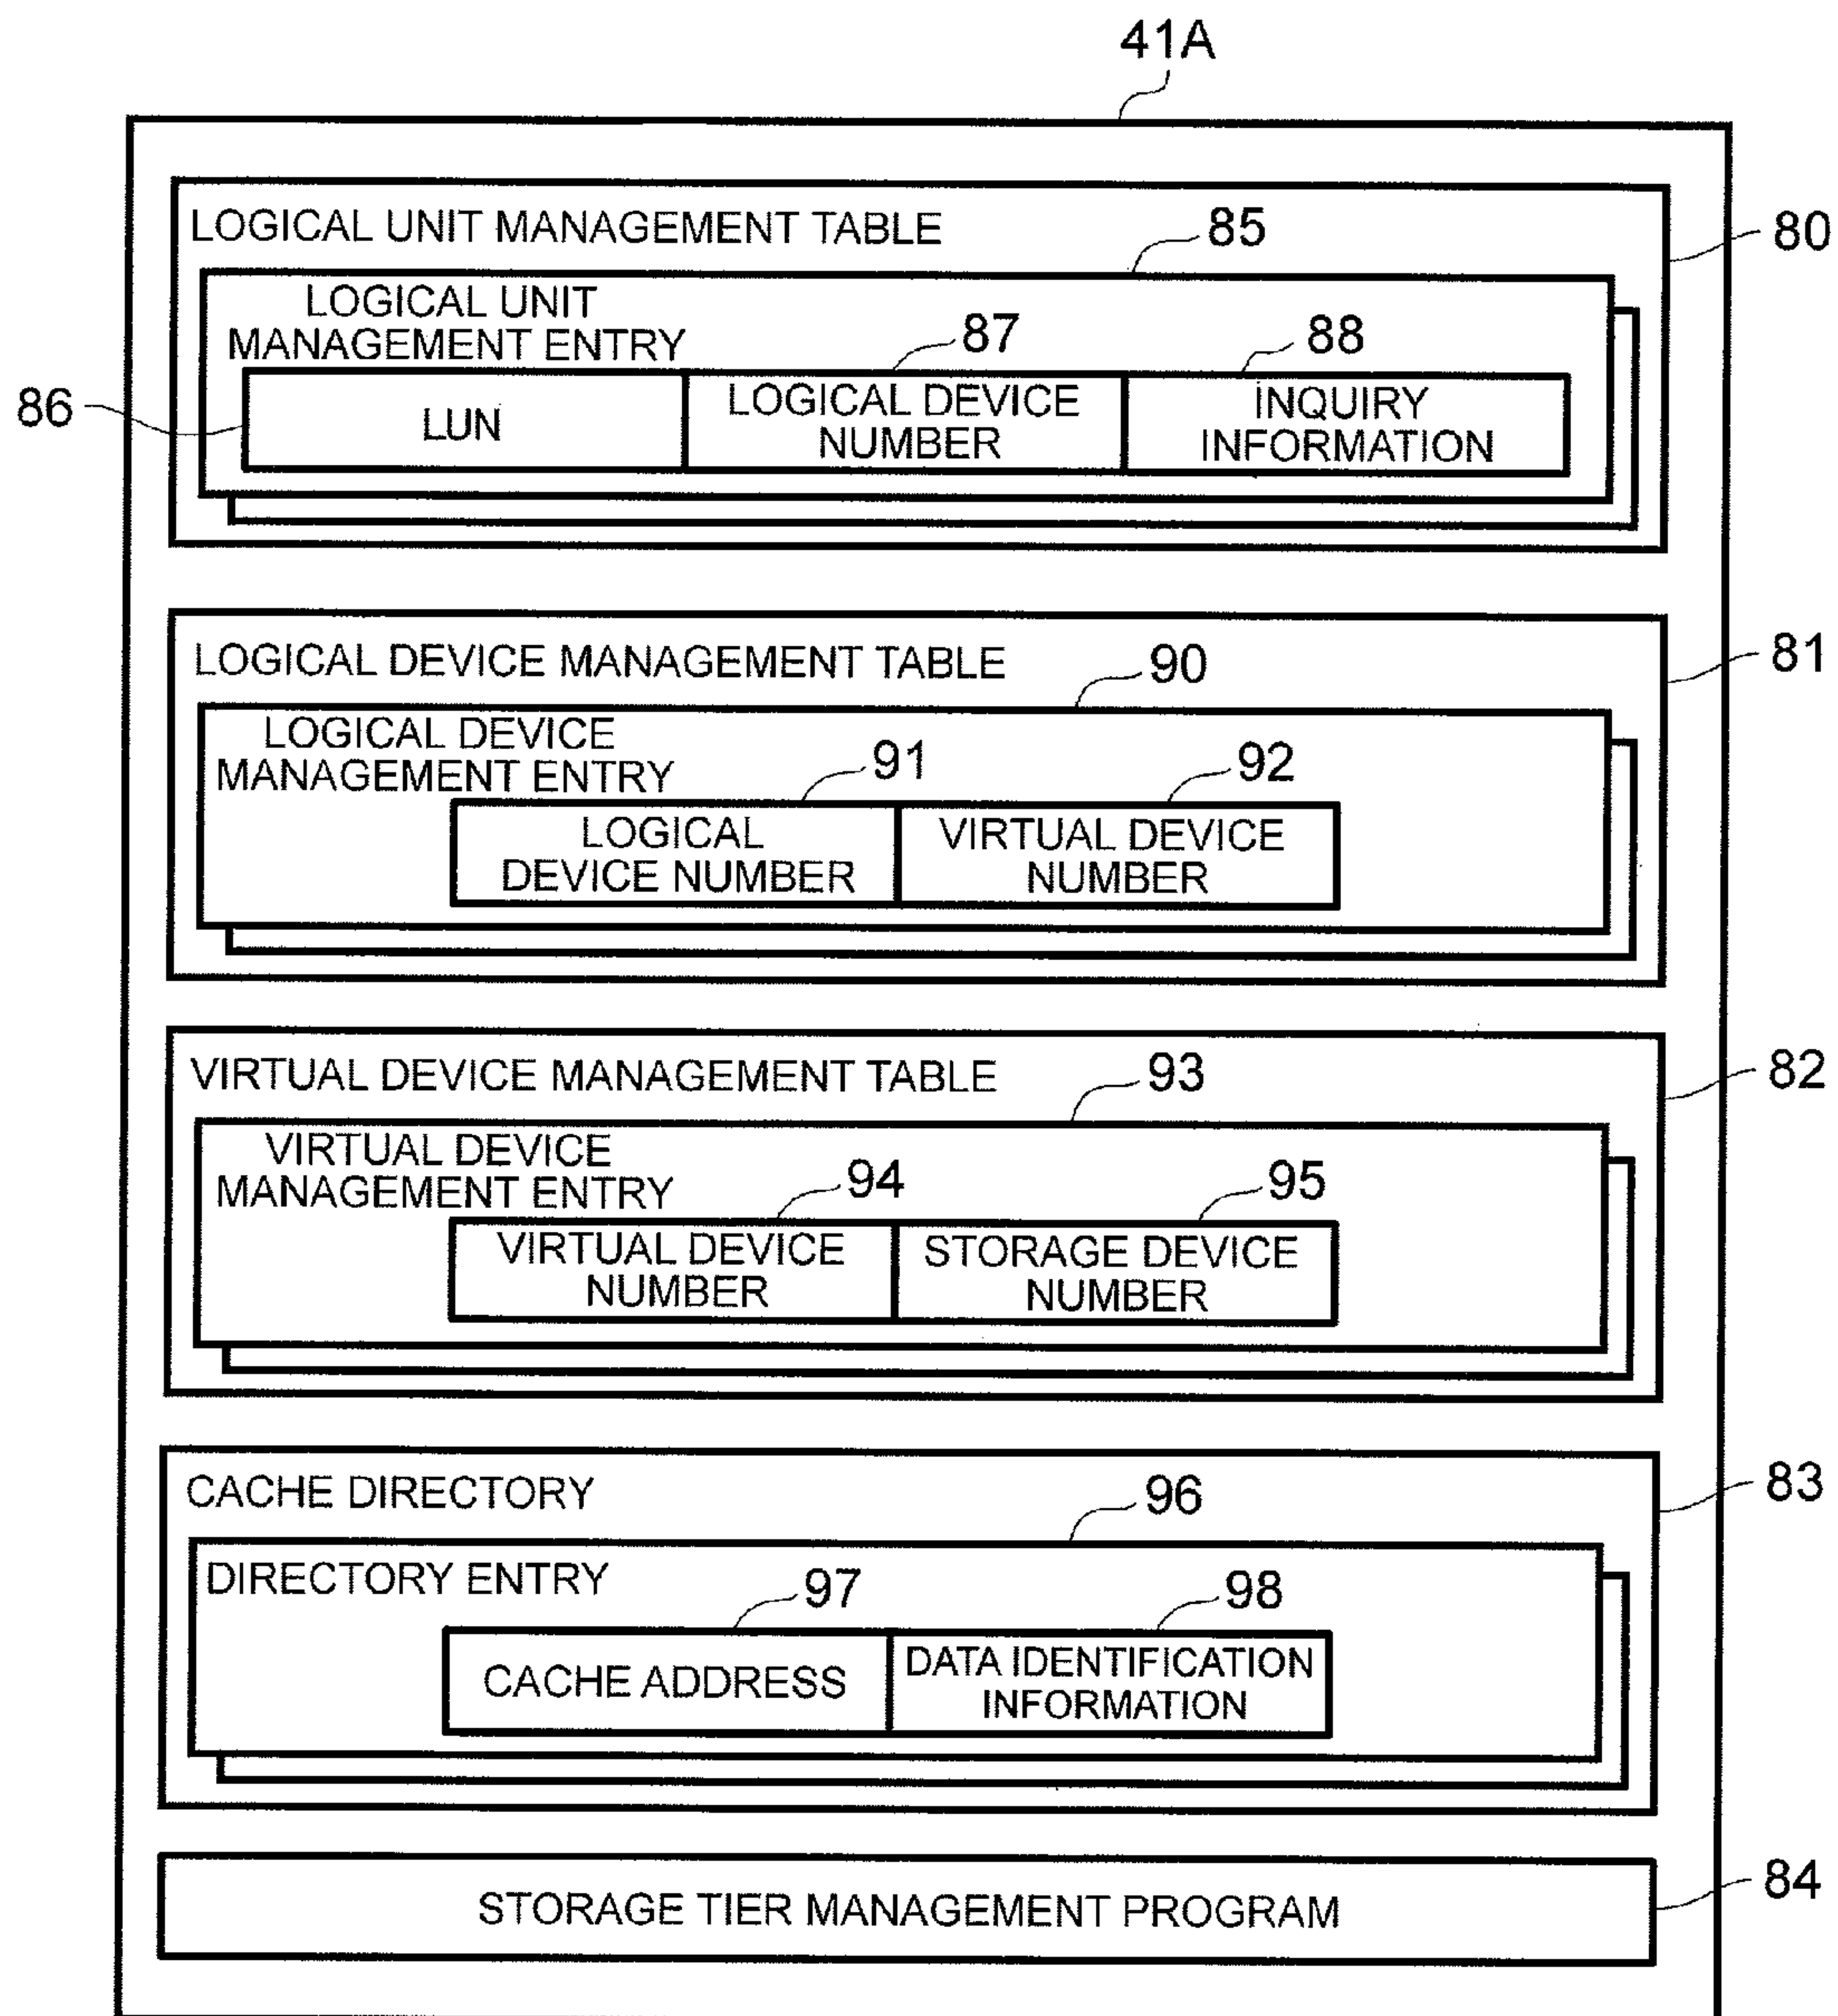 41A
LOGICAL UNIT MANAGEMENT TABLE
85
80
LOGICAL UNIT
MANAGEMENT ENTRY
87
88
86
LUN
LOGICAL DEVICE
NUMBER
INQUIRY
INFORMATION
LOGICAL DEVICE MANAGEMENT TABLE
90
81
LOGICAL DEVICE
MANAGEMENT ENTRY
91
92
LOGICAL
DEVICE NUMBER
VIRTUAL DEVICE
NUMBER
VIRTUAL DEVICE MANAGEMENT TABLE
93
82
VIRTUAL DEVICE
MANAGEMENT ENTRY
94
95
VIRTUAL DEVICE
NUMBER
STORAGE DEVICE
NUMBER
CACHE DIRECTORY
96
83
DIRECTORY ENTRY
97
98
CACHE ADDRESS
DATA IDENTIFICATION
INFORMATION
STORAGE TIER MANAGEMENT PROGRAM
84